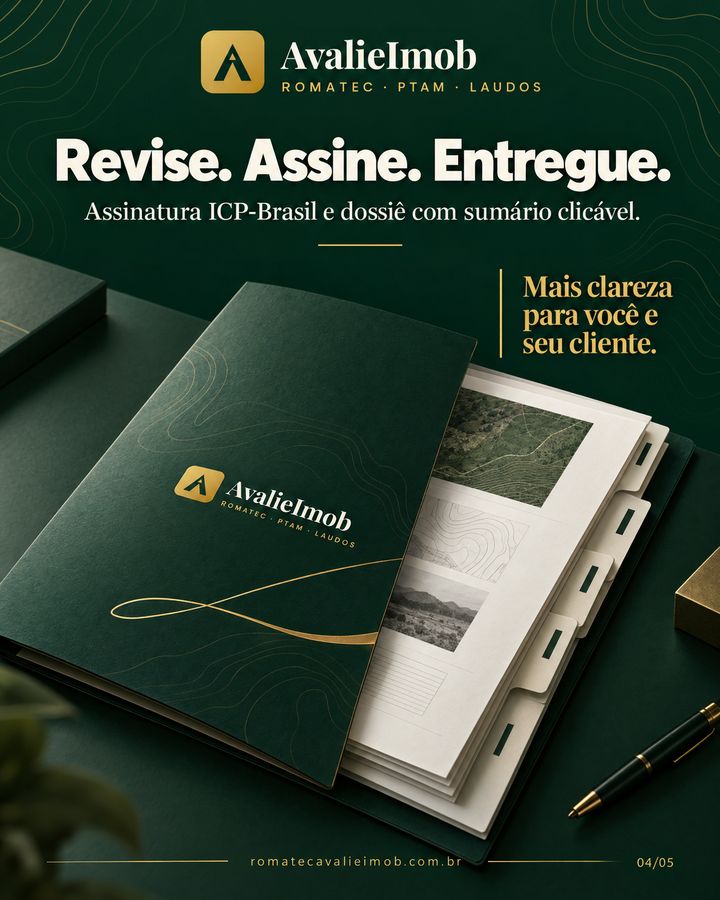 AvalieImob
ROMATEC · PTAM · LAUDOS
Revise. Assine. Entregue.
Assinatura ICP-Brasil e dossiê com sumário clicável.
Mais clareza
para você e
seu cliente.
AvalieImob
ROMATEC · PTAM · LAUDOS
romatecavalieimob.com.br
04/05